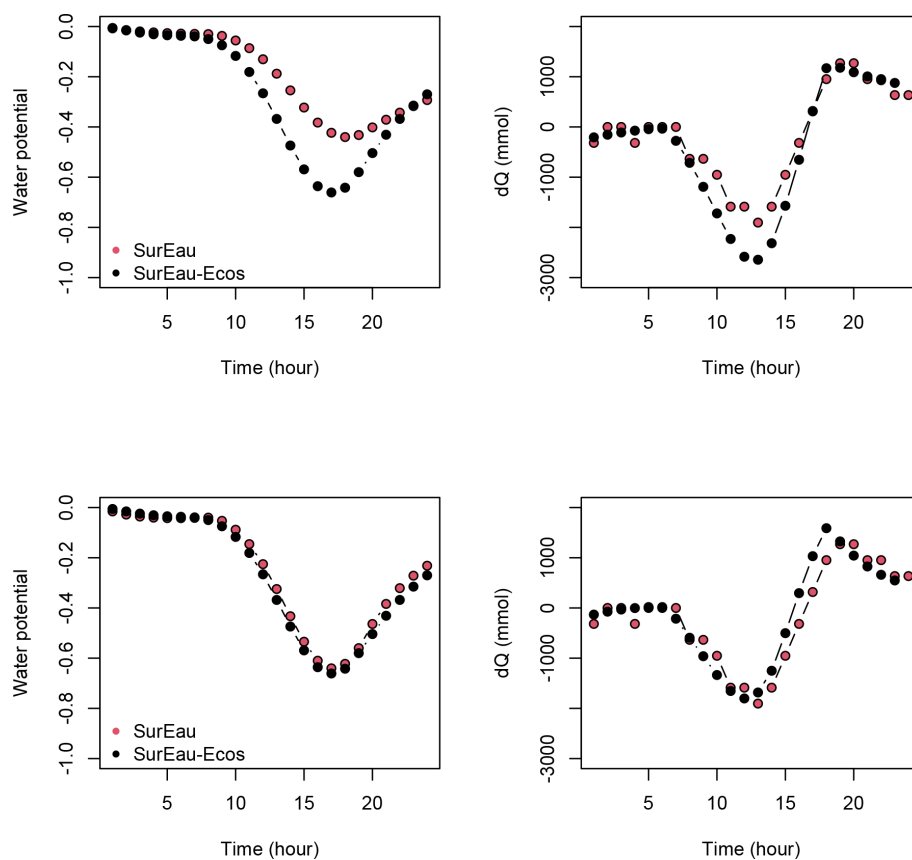 Water potential
0.0
-0.2
-0.4
-0.6
-0.8
-1.0
SurEau
SurEau-Ecos
5 10 15 20
Time (hour)
dQ (mmol)
1000
0
-1000
-3000
5 10 15 20
Time (hour)
Water potential
0.0
-0.2
-0.4
-0.6
-0.8
-1.0
SurEau
SurEau-Ecos
5 10 15 20
Time (hour)
dQ (mmol)
1000
0
-1000
-3000
5 10 15 20
Time (hour)